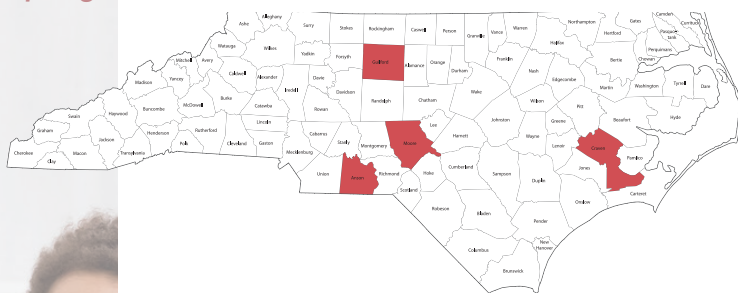 Alleghany
Ashe
Surry
Stokes
Rockingham
Caswell
Person
Granville
Vance
Warren
Northampton
Gates
Camden
Currituck
Pasquo-
tank
Hertford
Halifax
Perquimans
Chowan
Bertie
Watauga
Wilkes
Yadkin
Forsyth
Guilford
Alamance
Orange
Durham
Franklin
Nash
Edgecombe
Martin
Washington
Tyrrell
Dare
Mitchell
Avery
Caldwell
Alexander
Iredell
Davie
Davidson
Randolph
Chatham
Wake
Wilson
Pitt
Beaufort
Hyde
Madison
Yancey
McDowell
Burke
Catawba
Rowan
Lee
Johnston
Greene
Swain
Haywood
Buncombe
Rutherford
Lincoln
Cabarrus
Stanly
Montgomery
Moore
Harnett
Wayne
Lenoir
Craven
Pamlico
Graham
Jackson
Henderson
Polk
Cleveland
Gaston
Mecklenburg
Cherokee
Clay
Macon
Transylvania
Union
Anson
Richmond
Hoke
Scotland
Cumberland
Sampson
Duplin
Jones
Onslow
Carteret
Robeson
Bladen
Pender
Columbus
New
Hanover
Brunswick